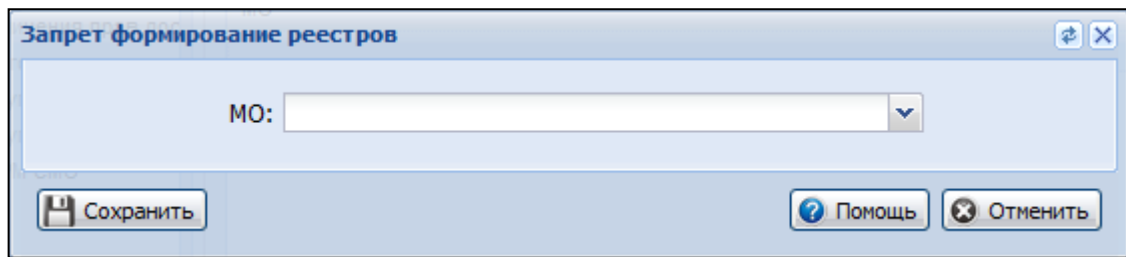 Запрет формирование реестров
МО:
Сохранить
Помощь
Отменить